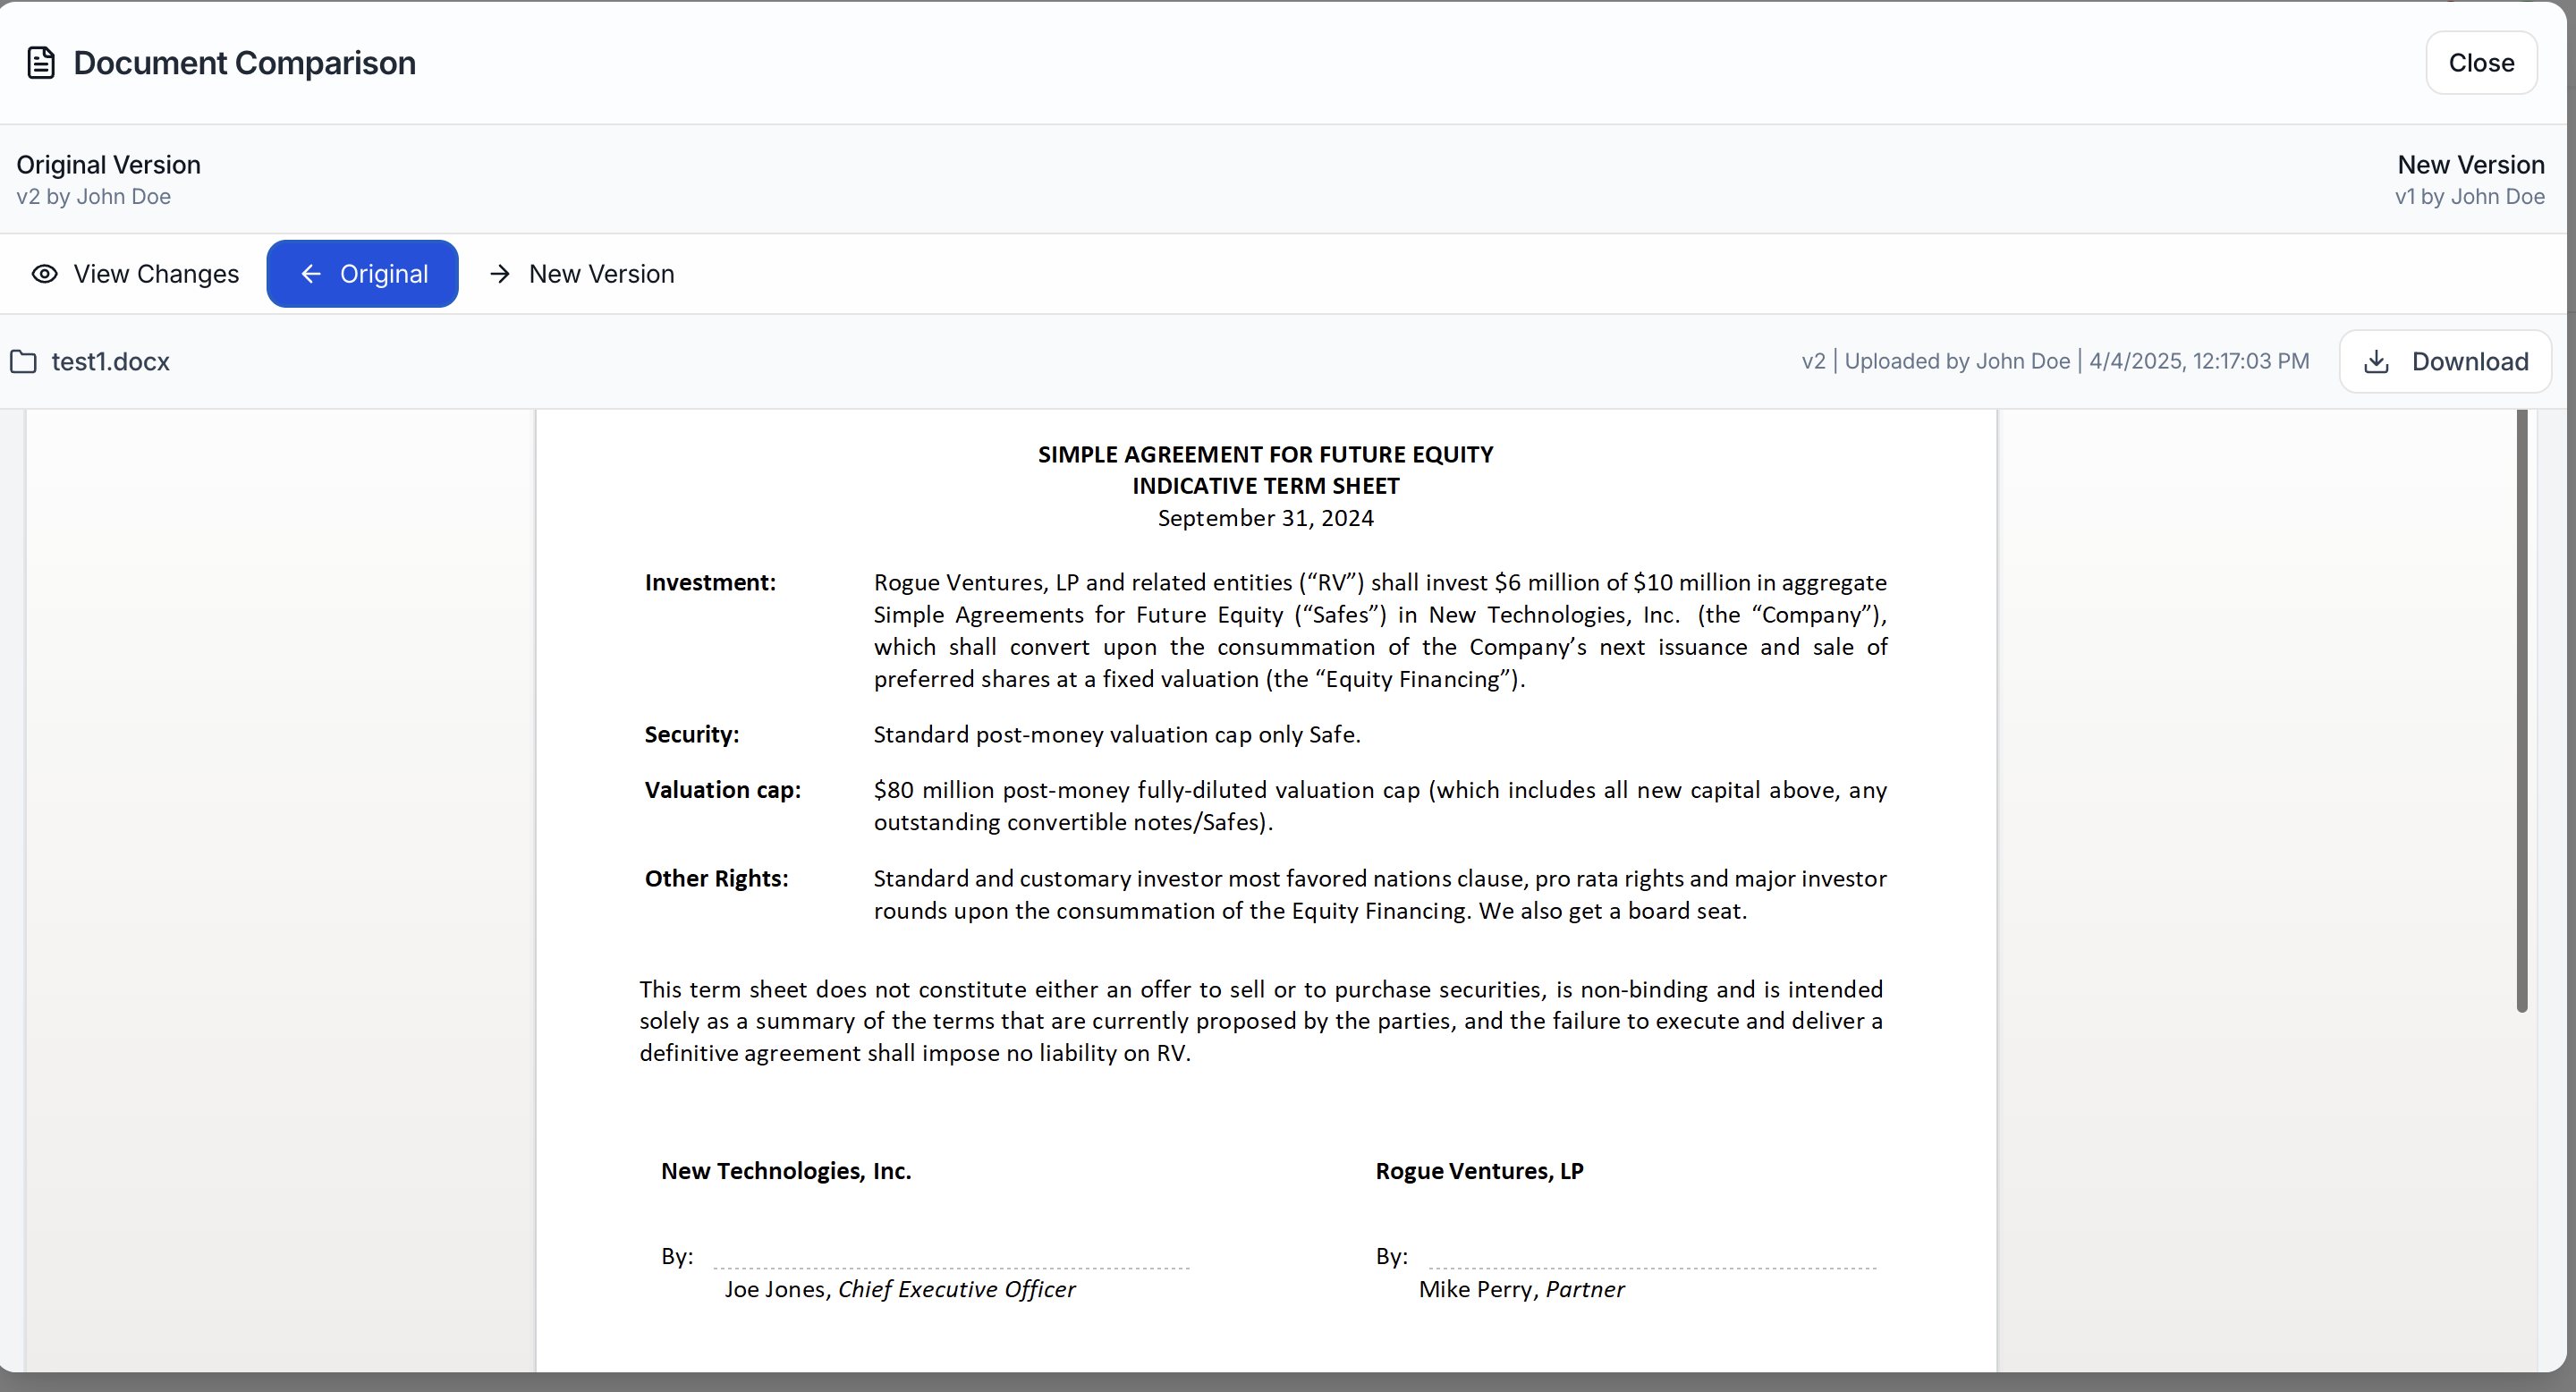 Document Comparison
Close
Original Version
v2 by John Doe
New Version
v1 by John Doe
View Changes
Original
New Version
test1.docx
v2 | Uploaded by John Doe | 4/4/2025, 12:17:03 PM
Download
SIMPLE AGREEMENT FOR FUTURE EQUITY
INDICATIVE TERM SHEET
September 31, 2024
Investment:
Rogue Ventures, LP and related entities (“RV”) shall invest $6 million of $10 million in aggregate
Simple Agreements for Future Equity (“Safes”) in New Technologies, Inc. (the “Company”),
which shall convert upon the consummation of the Company’s next issuance and sale of
preferred shares at a fixed valuation (the “Equity Financing”).
Security:
Standard post-money valuation cap only Safe.
Valuation cap:
$80 million post-money fully-diluted valuation cap (which includes all new capital above, any
outstanding convertible notes/Safes).
Other Rights:
Standard and customary investor most favored nations clause, pro rata rights and major investor
rounds upon the consummation of the Equity Financing. We also get a board seat.
This term sheet does not constitute either an offer to sell or to purchase securities, is non-binding and is intended
solely as a summary of the terms that are currently proposed by the parties, and the failure to execute and deliver a
definitive agreement shall impose no liability on RV.
New Technologies, Inc.
Rogue Ventures, LP
By:
By:
Joe Jones, Chief Executive Officer
Mike Perry, Partner